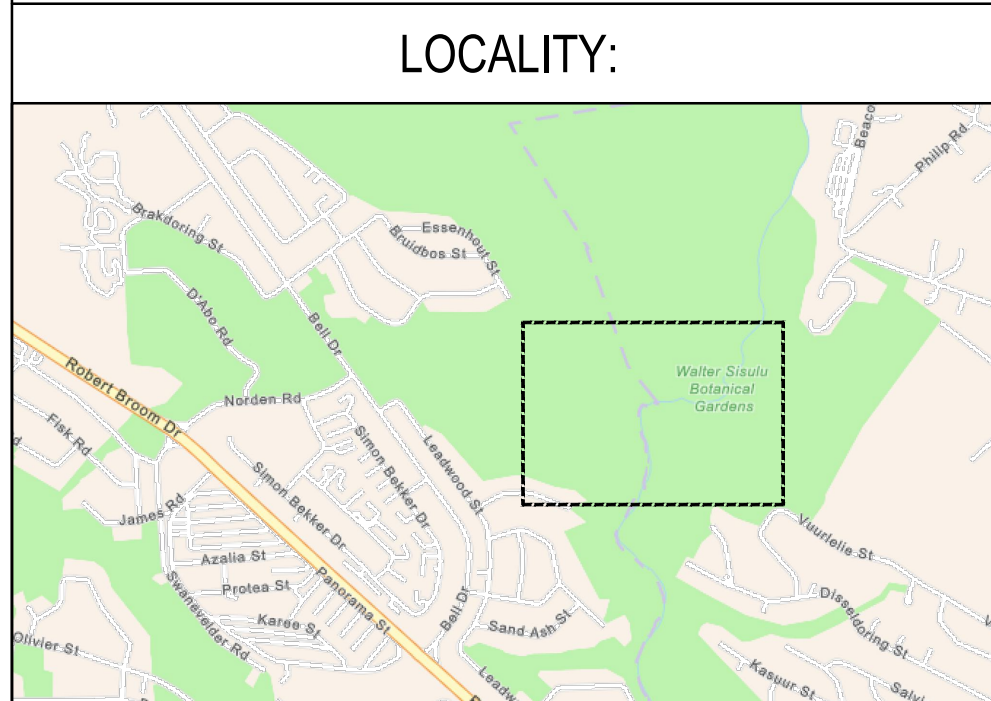 LOCALITY:
Beaco
Philip Rd
Brakdoring St
Essenhout St
Bruidbos St
D'Abo Rd
Bell Dr
Walter Sisulu
Botanical
Gardens
Robert Broom Dr
Norden Rd
Fisk Rd
d
Simon Bekker Dr
Leadwood St
Simon Bekker Dr
James Rd
Vuurlelie St
Azalia St
Protea St
Panorama St
Swanevelder Rd
Karee St
Bell Dr
Sand Ash St
Disseldoring St
V
Olivier St
Leadw
Kasuur St
Salvi